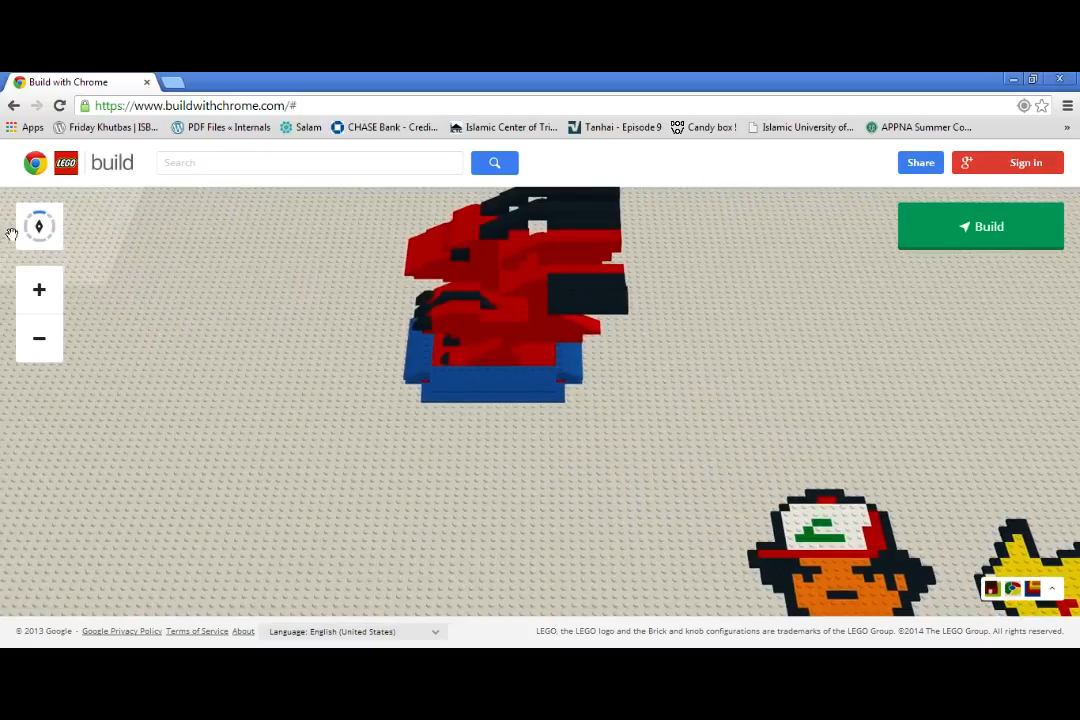 Build with Chrome
https://www.buildwithchrome.com/#
Apps Friday Khutbas | ISB... PDF Files « Internals Salam CHASE Bank - Credi... Islamic Center of Tri... Tanhai - Episode 9 Candy box ! Islamic University of... APPNA Summer Co... »
LEGO build Search Share Sign in
Build
© 2013 Google - Google Privacy Policy Terms of Service About Language: English (United States) LEGO, the LEGO logo and the Brick and knob configurations are trademarks of the LEGO Group. ©2014 The LEGO Group. All rights reserved.